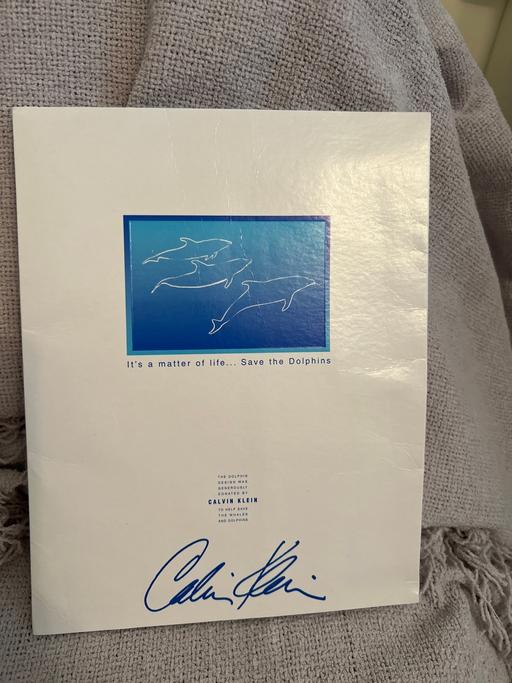 It's a matter of life... Save the Dolphins
THE DOLPHIN
DESIGN WAS
GENEROUSLY
DONATED BY
CALVIN KLEIN
TO HELP SAVE
THE WHALES
AND DOLPHINS
Calvin Klein